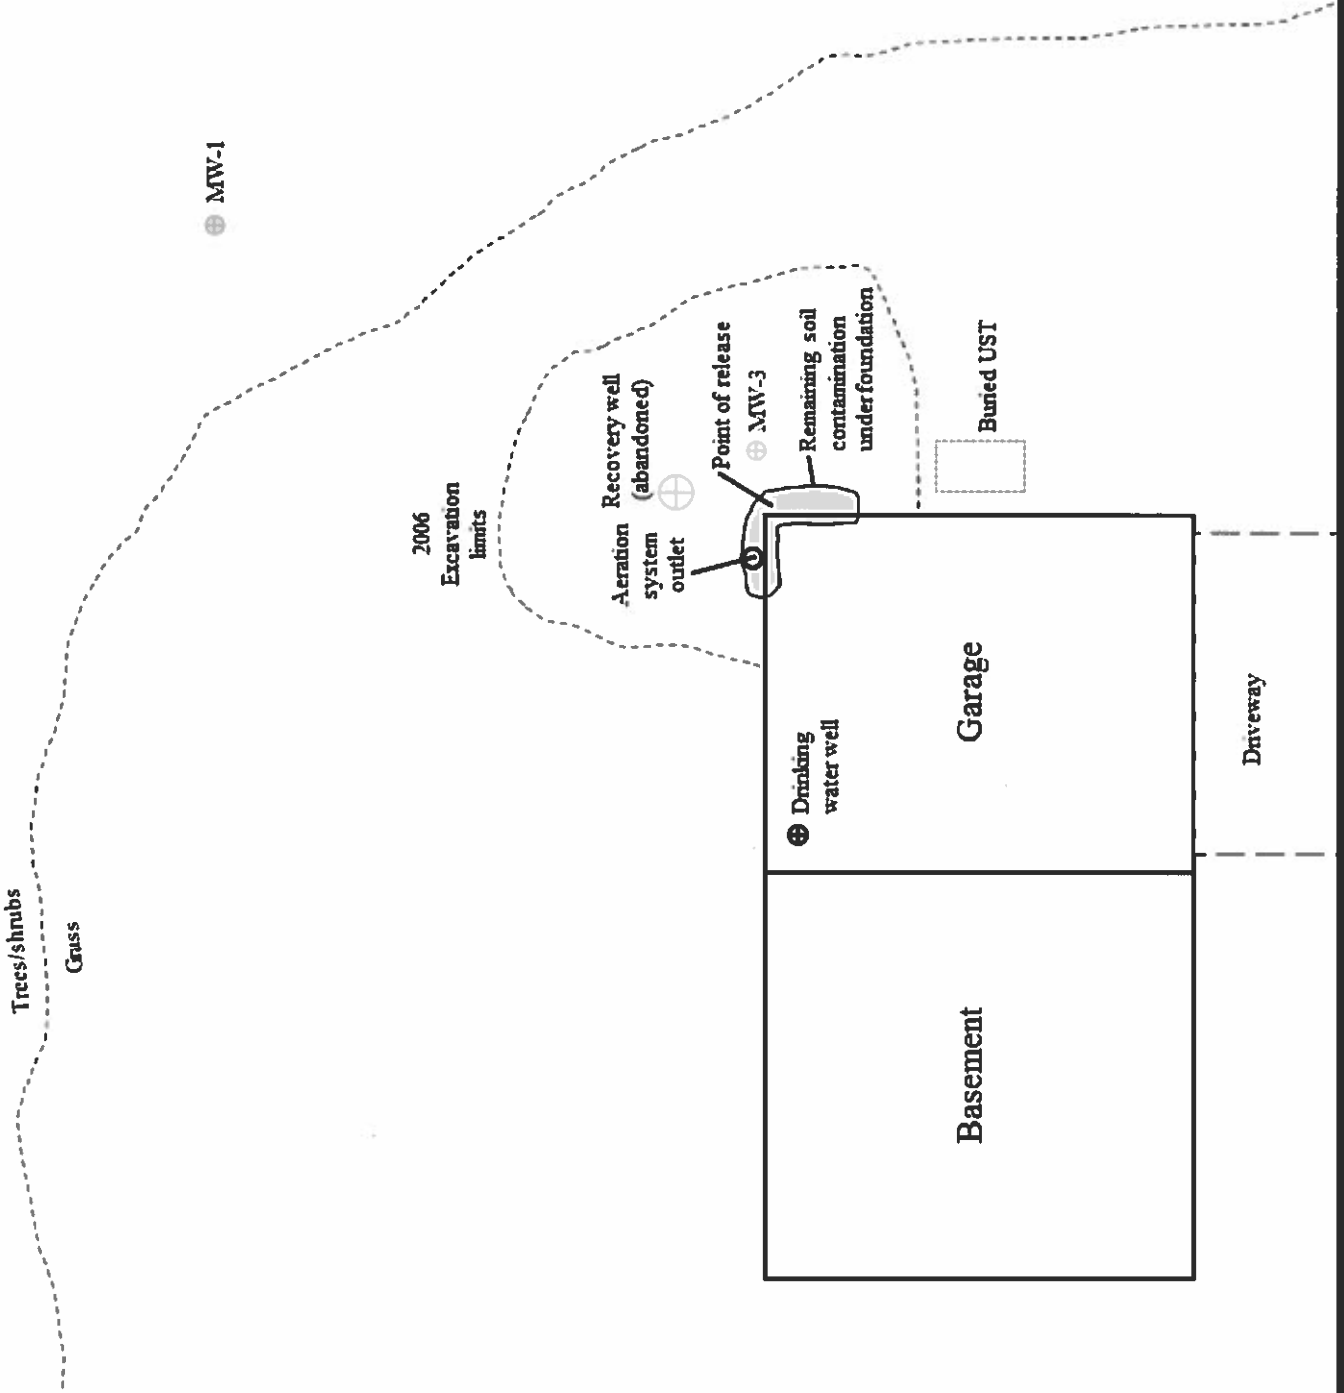 Trees/shrubs
Grass
MW-1
2006
Excavation
limits
Aeration
system
outlet
Recovery well
(abandoned)
Point of release
MW-3
Remaining soil
contamination
under foundation
Buried UST
Drinking
water well
Garage
Basement
Driveway